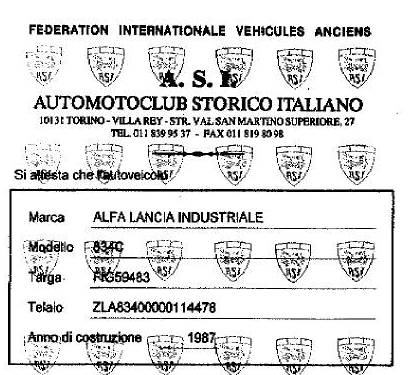 FEDERATION INTERNATIONALE VEHICULES ANCIENS
A. S. I.
AUTOMOTOCLUB STORICO ITALIANO
10131 TORINO - VILLA REY - STR. VAL SAN MARTINO SUPERIORE, 27
TEL. 011 839 95 37 - FAX 011 819 80 98
Si attesta che l'autoveicolo
Marca ALFA LANCIA INDUSTRIALE
Modello 834C
Targa 59483
Telaio ZLA83400000114478
Anno di costruzione 1987